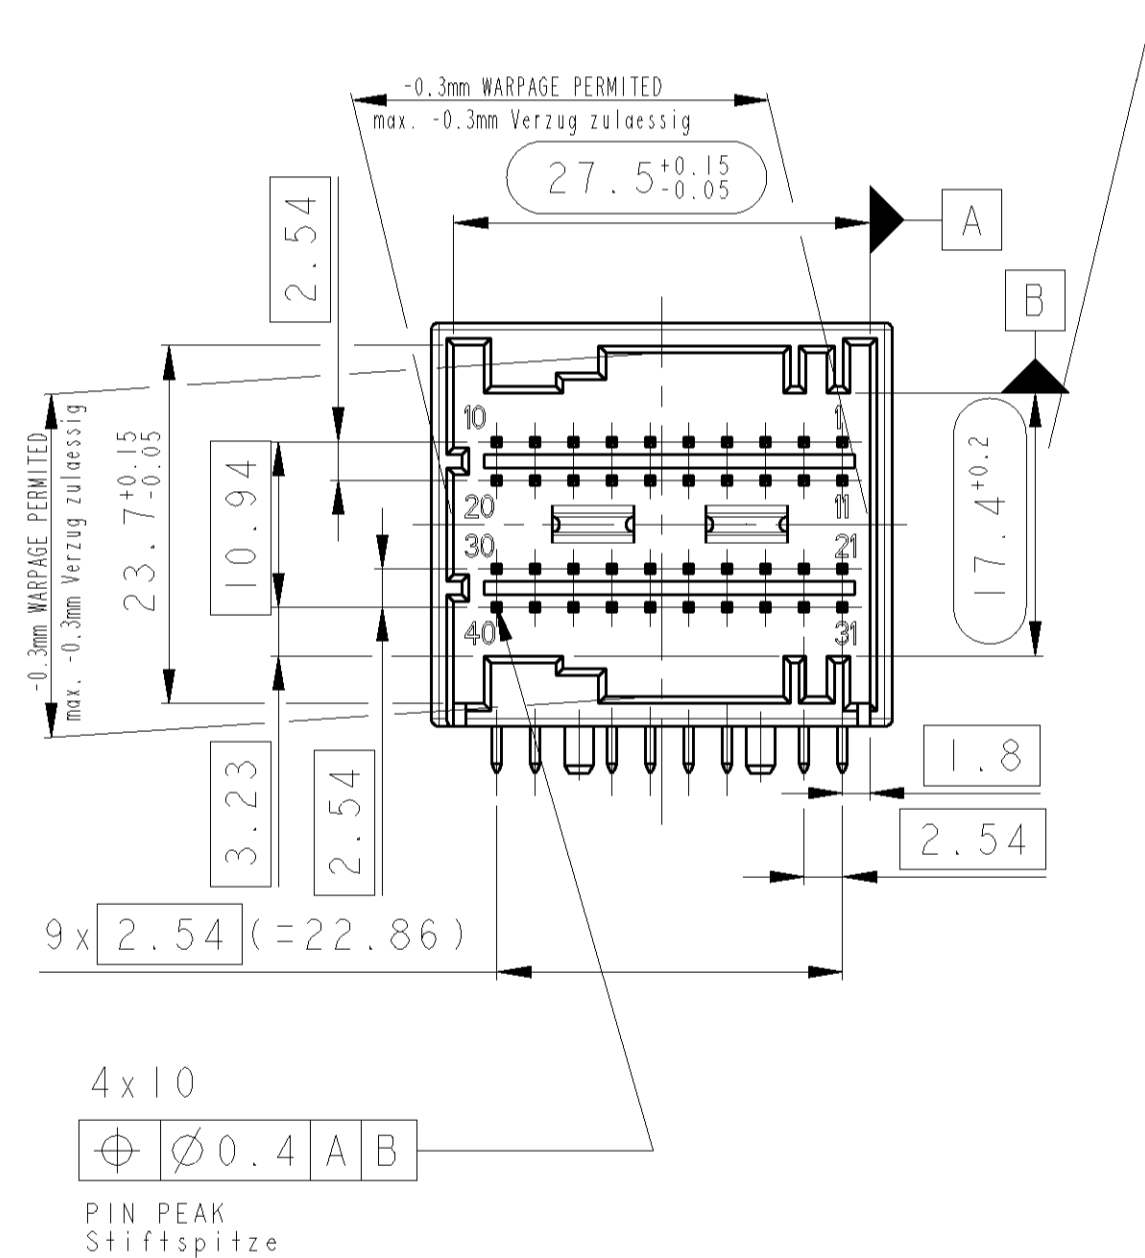 -0.3mm WARPAGE PERMITED
max. -0.3mm Verzug zulaessig
27.5 +0.15 -0.05
A
B
2.54
10
1
-0.3mm WARPAGE PERMITED
max. -0.3mm Verzug zulaessig
23.7 +0.15 -0.05
10.94
17.4 +0.2
20
11
30
21
40
31
3.23
2.54
1.8
2.54
9x 2.54 (=22.86)
4x10
⌖ ⌀0.4 A B
PIN PEAK
Stiftspitze